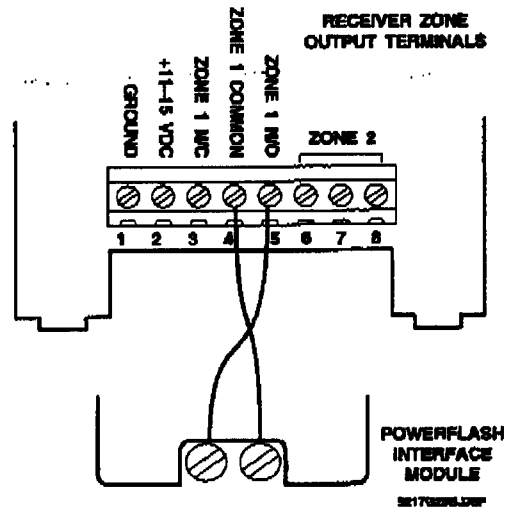 RECEIVER ZONE
OUTPUT TERMINALS
GROUND
+11–15 VDC
ZONE 1 N/C
ZONE 1 COMMON
ZONE 1 N/O
ZONE 2
1 2 3 4 5 6 7 8
POWERFLASH
INTERFACE
MODULE